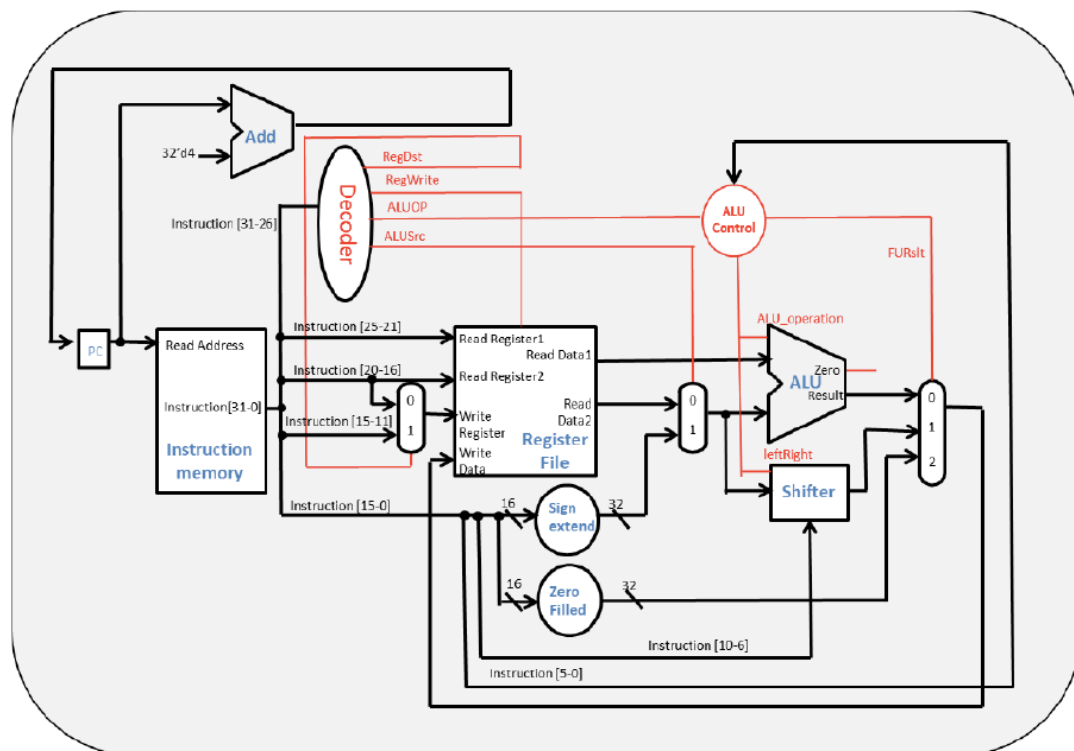 Add
32'd4
RegDst
RegWrite
Decoder
ALUOP
ALUSrc
Instruction [31-26]
ALU
Control
FURslt
PC
Read Address
Instruction[31-0]
Instruction
memory
Instruction [25-21]
Instruction [20-16]
Instruction [15-11]
0
1
Read Register1
Read Data1
Read Register2
Write
Register
Write
Data
Read
Data2
Register
File
0
1
ALU_operation
Zero
ALU
Result
0
1
2
leftRight
Shifter
Instruction [15-0]
16
Sign
extend
32
16
Zero
Filled
32
Instruction [10-6]
Instruction [5-0]